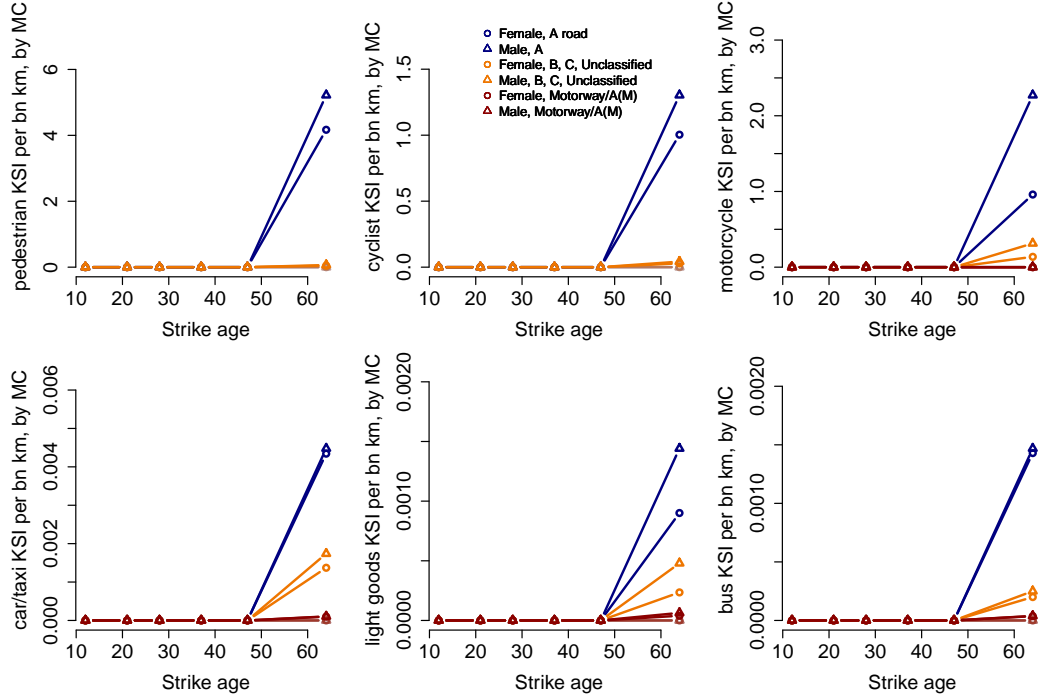 pedestrian KSI per bn km, by MC
6
4
2
0
10 20 30 40 50 60
Strike age
cyclist KSI per bn km, by MC
1.5
1.0
0.5
0.0
10 20 30 40 50 60
Strike age
Female, A road
Male, A
Female, B, C, Unclassified
Male, B, C, Unclassified
Female, Motorway/A(M)
Male, Motorway/A(M)
motorcycle KSI per bn km, by MC
3.0
2.0
1.0
0.0
10 20 30 40 50 60
Strike age
car/taxi KSI per bn km, by MC
0.006
0.004
0.002
0.000
10 20 30 40 50 60
Strike age
light goods KSI per bn km, by MC
0.0020
0.0010
0.0000
10 20 30 40 50 60
Strike age
bus KSI per bn km, by MC
0.0020
0.0010
0.0000
10 20 30 40 50 60
Strike age